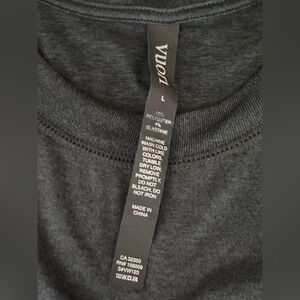 vuori
L
POLYESTER
ELASTANE
MACHINE
WASH COLD
WITH LIKE
COLORS,
TUMBLE
DRY LOW,
REMOVE
PROMPTLY,
DO NOT
BLEACH, DO
NOT IRON
MADE IN
CHINA
CA 32300
S#VW123